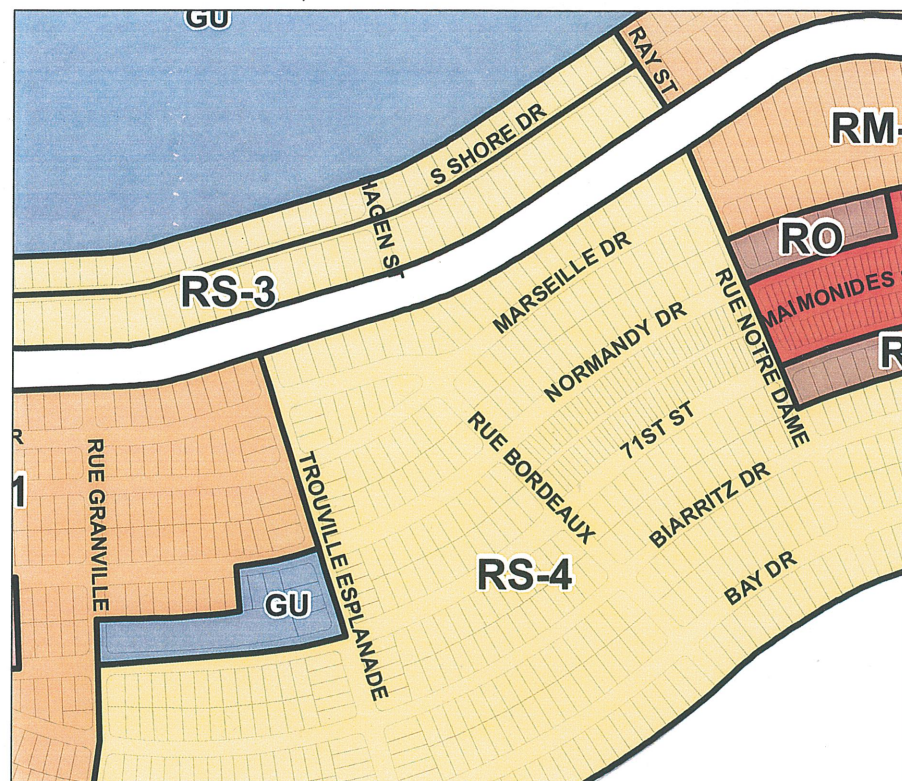 GU
RAY ST
S SHORE DR
RM-
HAGEN ST
RO
RS-3
MARSEILLE DR
MAIMONIDES
RUE NOTRE DAME
NORMANDY DR
R
R
71ST ST
RUE BORDEAUX
1
RUE GRANVILLE
TROUVILLE ESPLANADE
BIARRITZ DR
RS-4
BAY DR
GU